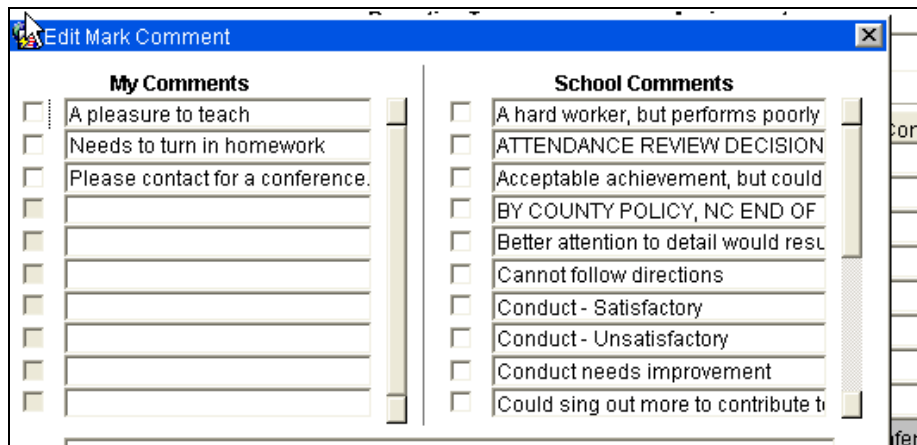 Edit Mark Comment
My Comments
A pleasure to teach
Needs to turn in homework
Please contact for a conference.
School Comments
A hard worker, but performs poorly
ATTENDANCE REVIEW DECISION
Acceptable achievement, but could
BY COUNTY POLICY, NC END OF
Better attention to detail would resu
Cannot follow directions
Conduct - Satisfactory
Conduct - Unsatisfactory
Conduct needs improvement
Could sing out more to contribute to